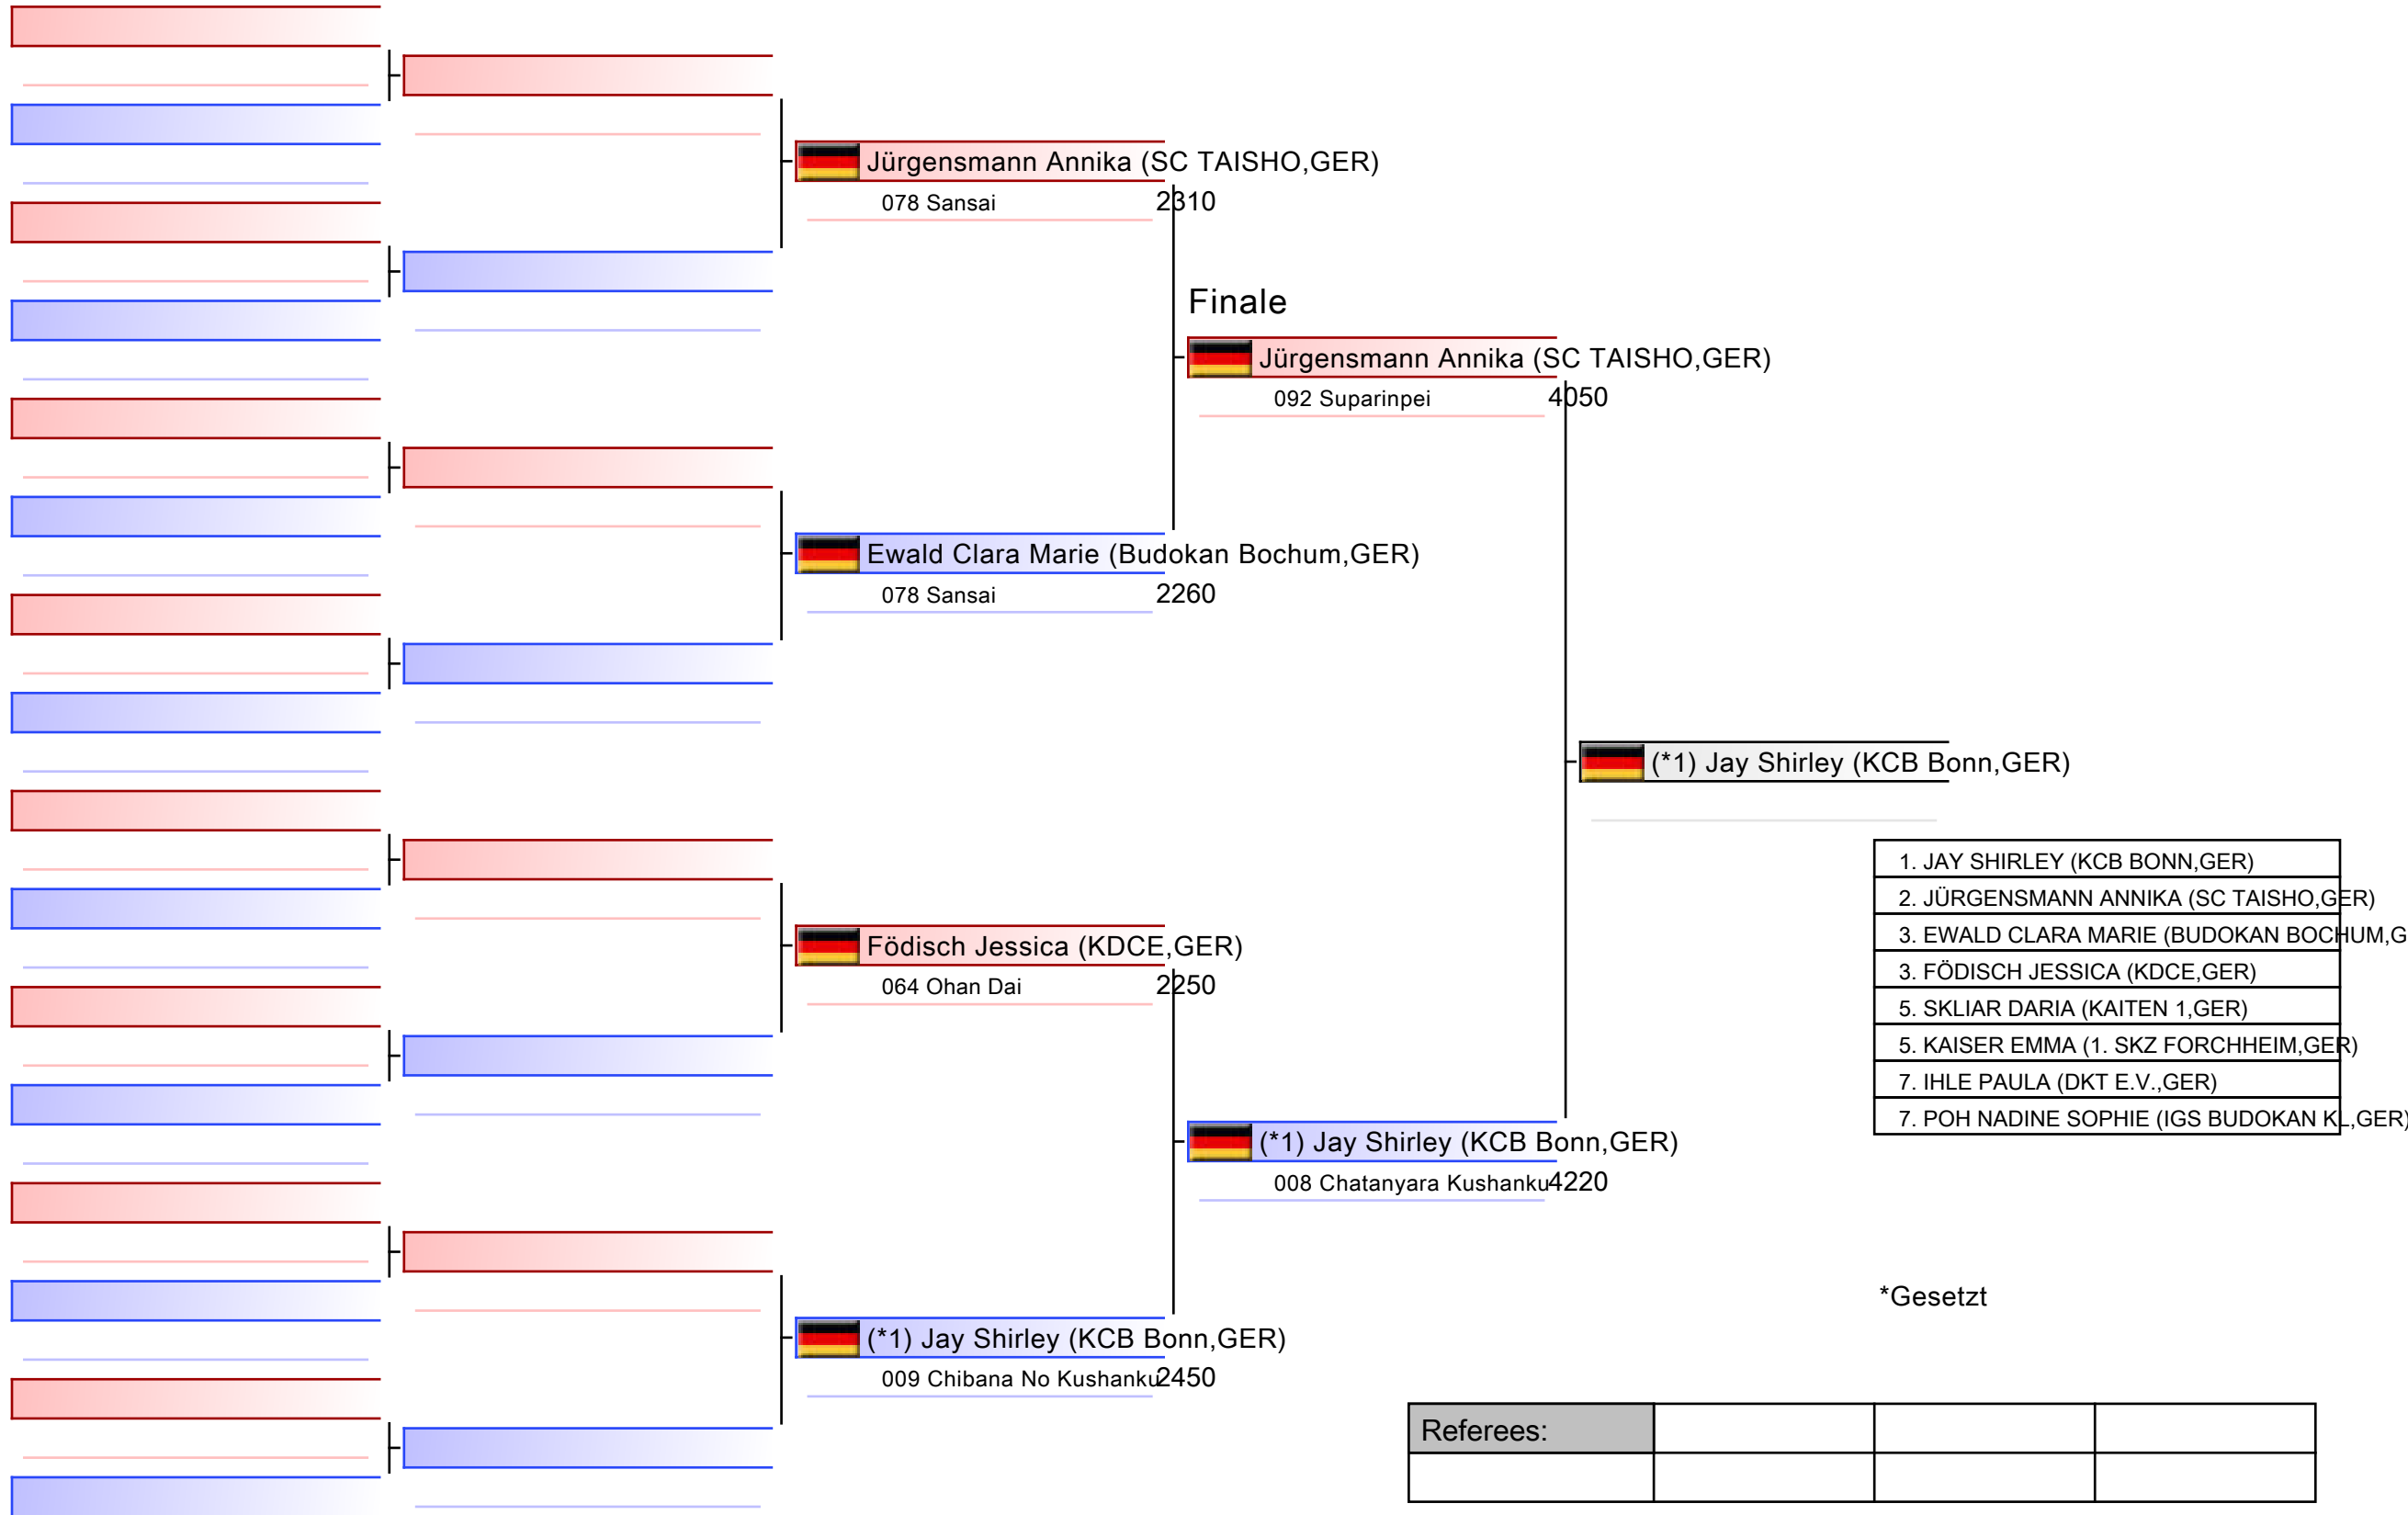 Jürgensmann Annika (SC TAISHO,GER)
078 Sansai 2310
Ewald Clara Marie (Budokan Bochum,GER)
078 Sansai 2260
Födisch Jessica (KDCE,GER)
064 Ohan Dai 2250
(*1) Jay Shirley (KCB Bonn,GER)
009 Chibana No Kushanku 2450
Finale
Jürgensmann Annika (SC TAISHO,GER)
092 Suparinpei 4050
(*1) Jay Shirley (KCB Bonn,GER)
008 Chatanyara Kushanku 4220
(*1) Jay Shirley (KCB Bonn,GER)
1. JAY SHIRLEY (KCB BONN,GER)
2. JÜRGENSMANN ANNIKA (SC TAISHO,GER)
3. EWALD CLARA MARIE (BUDOKAN BOCHUM,G
3. FÖDISCH JESSICA (KDCE,GER)
5. SKLIAR DARIA (KAITEN 1,GER)
5. KAISER EMMA (1. SKZ FORCHHEIM,GER)
7. IHLE PAULA (DKT E.V.,GER)
7. POH NADINE SOPHIE (IGS BUDOKAN KL,GER)
*Gesetzt
Referees: